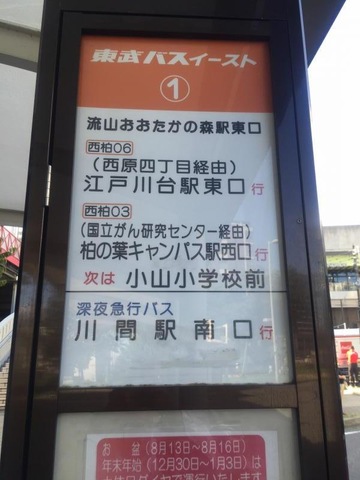 東武バスイースト
①
流山おおたかの森駅東口
西柏06
(西原四丁目経由)
江戸川台駅東口行
西柏03
(国立がん研究センター経由)
柏の葉キャンパス駅西口行
次は 小山小学校前
深夜急行バス
川間駅南口行
お盆(8月13日~8月16日)
年末年始(12月30日~1月3日)は